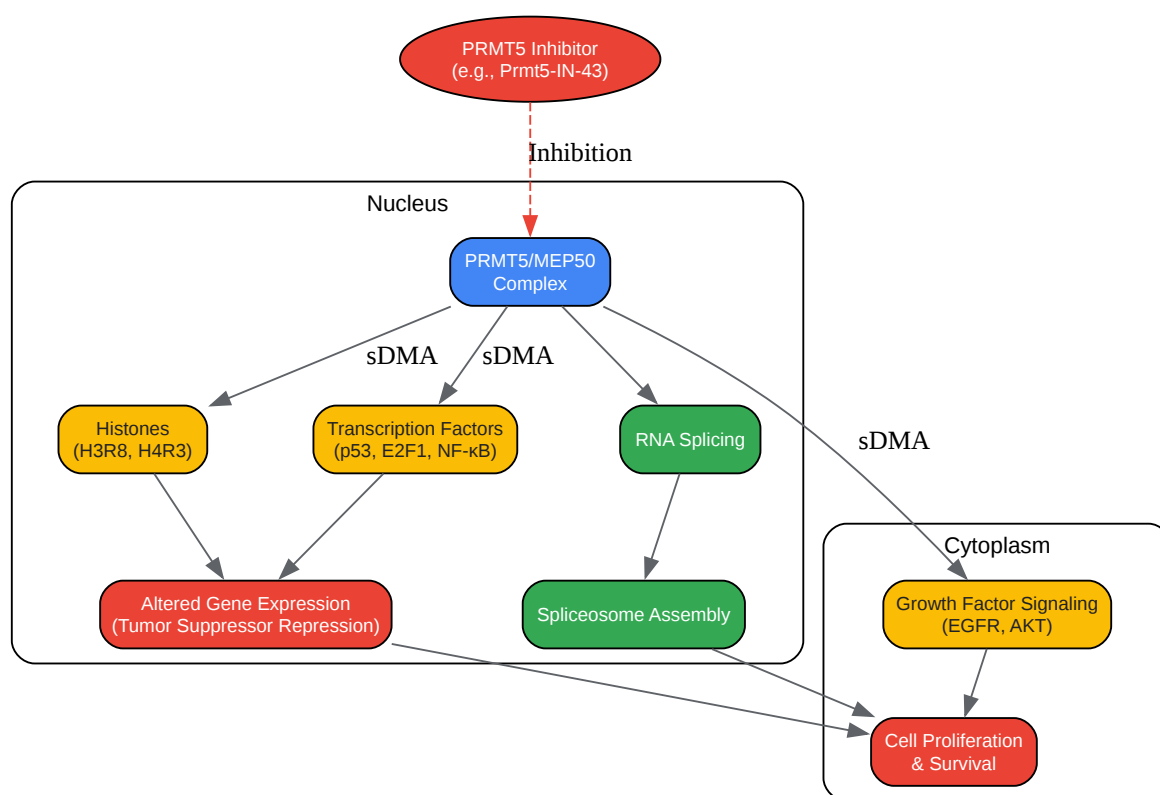 PRMT5 Inhibitor
(e.g., Prmt5-IN-43)
Inhibition
Nucleus
PRMT5/MEP50
Complex
sDMA
sDMA
sDMA
Histones
(H3R8, H4R3)
Transcription Factors
(p53, E2F1, NF-κB)
RNA Splicing
Cytoplasm
Altered Gene Expression
(Tumor Suppressor Repression)
Spliceosome Assembly
Growth Factor Signaling
(EGFR, AKT)
Cell Proliferation
& Survival